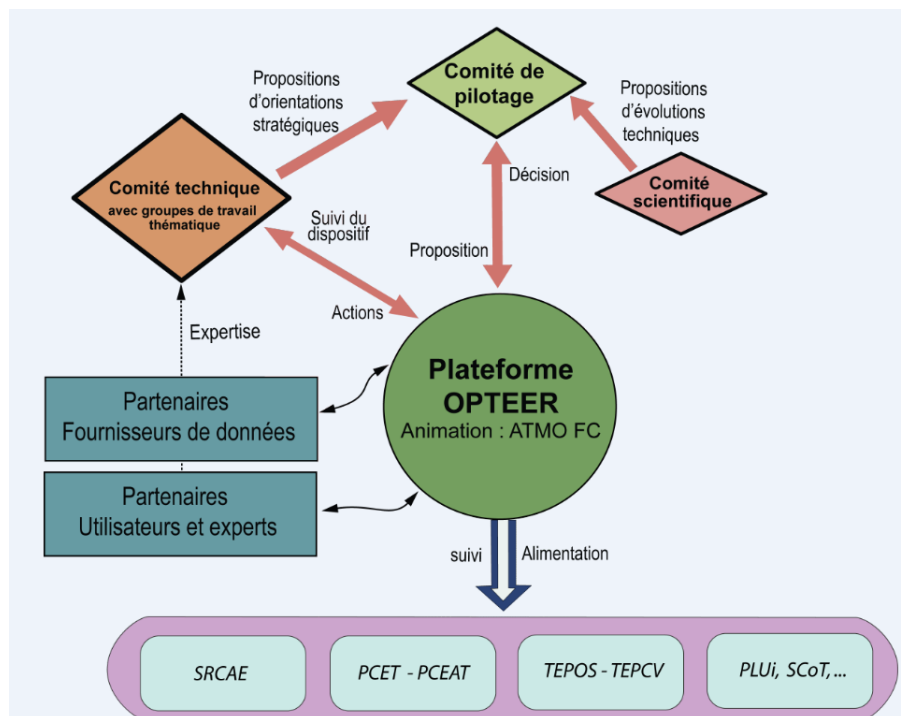 Comité de
pilotage
Propositions
d'orientations
stratégiques
Propositions
d'évolutions
techniques
Comité technique
avec groupes de travail
thématique
Décision
Comité
scientifique
Suivi du
dispositif
Proposition
Actions
Expertise
Plateforme
OPTEER
Animation : ATMO FC
Partenaires
Fournisseurs de données
Partenaires
Utilisateurs et experts
suivi
Alimentation
SRCAE
PCET - PCEAT
TEPOS - TEPCV
PLUi, SCoT, ...